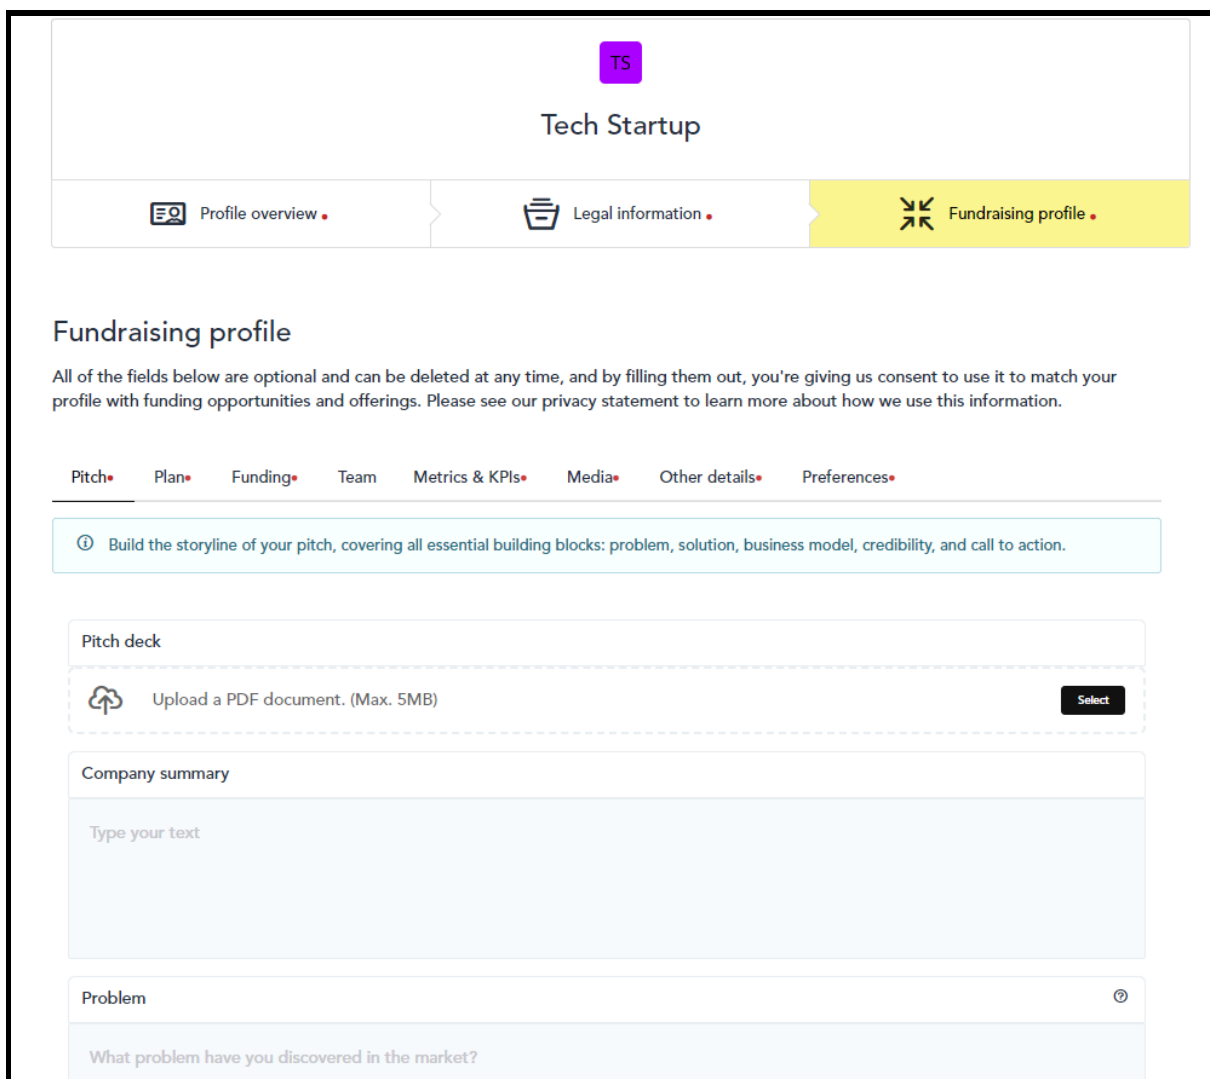 TS
Tech Startup
Profile overview
Legal information
Fundraising profile
Fundraising profile
All of the fields below are optional and can be deleted at any time, and by filling them out, you're giving us consent to use it to match your
profile with funding opportunities and offerings. Please see our privacy statement to learn more about how we use this information.
Pitch Plan Funding Team Metrics & KPIs Media Other details Preferences
Build the storyline of your pitch, covering all essential building blocks: problem, solution, business model, credibility, and call to action.
Pitch deck
Upload a PDF document. (Max. 5MB) Select
Company summary
Type your text
Problem
What problem have you discovered in the market?